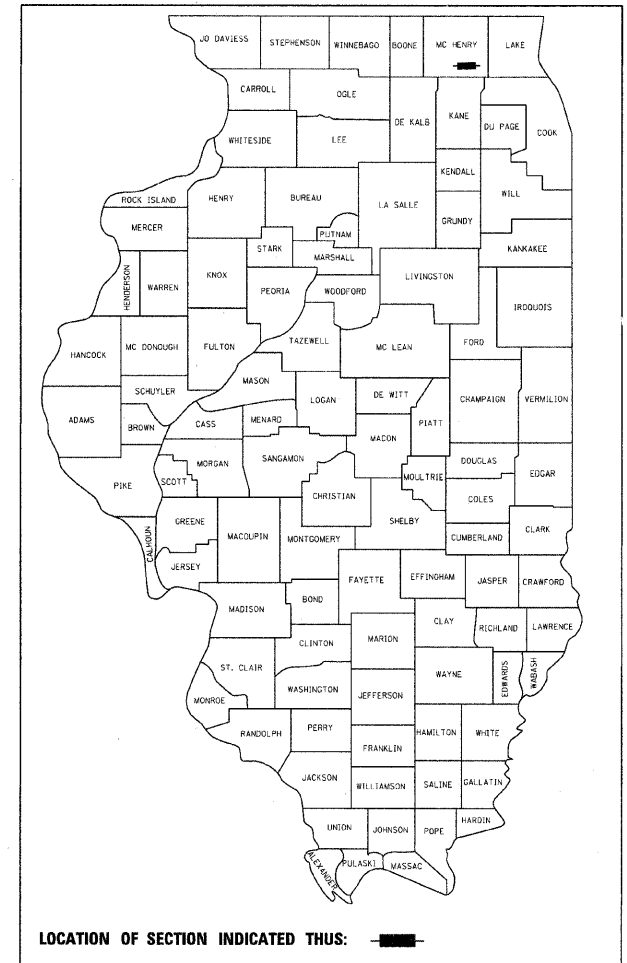 JO DAVIESS
STEPHENSON
WINNEBAGO
BOONE
MC HENRY
LAKE
CARROLL
OGLE
DE KALB
KANE
DU PAGE
COOK
WHITESIDE
LEE
KENDALL
WILL
ROCK ISLAND
HENRY
BUREAU
LA SALLE
GRUNDY
MERCER
PUTNAM
STARK
MARSHALL
KANKAKEE
HENDERSON
WARREN
KNOX
PEORIA
WOODFORD
LIVINGSTON
IROQUOIS
HANCOCK
MC DONOUGH
FULTON
TAZEWELL
MC LEAN
FORD
MASON
SCHUYLER
LOGAN
DE WITT
CHAMPAIGN
VERMILION
ADAMS
BROWN
CASS
MENARD
PIATT
MACON
MORGAN
SANGAMON
DOUGLAS
EDGAR
PIKE
SCOTT
CHRISTIAN
MOULTRIE
COLES
CALHOUN
GREENE
MACOUPIN
MONTGOMERY
SHELBY
CUMBERLAND
CLARK
JERSEY
FAYETTE
EFFINGHAM
JASPER
CRAWFORD
MADISON
BOND
CLAY
RICHLAND
LAWRENCE
CLINTON
MARION
ST. CLAIR
WAYNE
EDWARDS
WABASH
MONROE
WASHINGTON
JEFFERSON
RANDOLPH
PERRY
HAMILTON
WHITE
FRANKLIN
JACKSON
WILLIAMSON
SALINE
GALLATIN
UNION
JOHNSON
POPE
HARDIN
ALEXANDER
PULASKI
MASSAC
LOCATION OF SECTION INDICATED THUS: